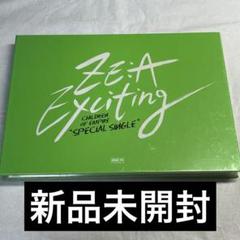 ZE:A
Exciting
CHILDREN
OF EMPIRE
"SPECIAL SINGLE"
新品未開封